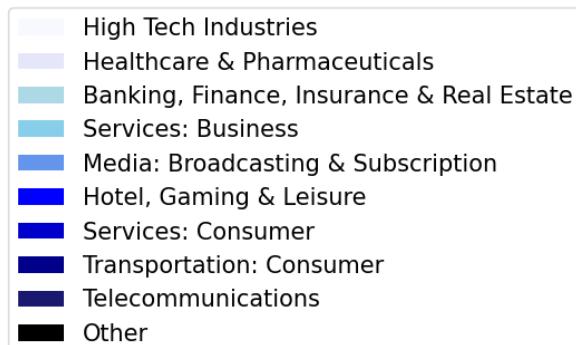 High Tech Industries
Healthcare & Pharmaceuticals
Banking, Finance, Insurance & Real Estate
Services: Business
Media: Broadcasting & Subscription
Hotel, Gaming & Leisure
Services: Consumer
Transportation: Consumer
Telecommunications
Other